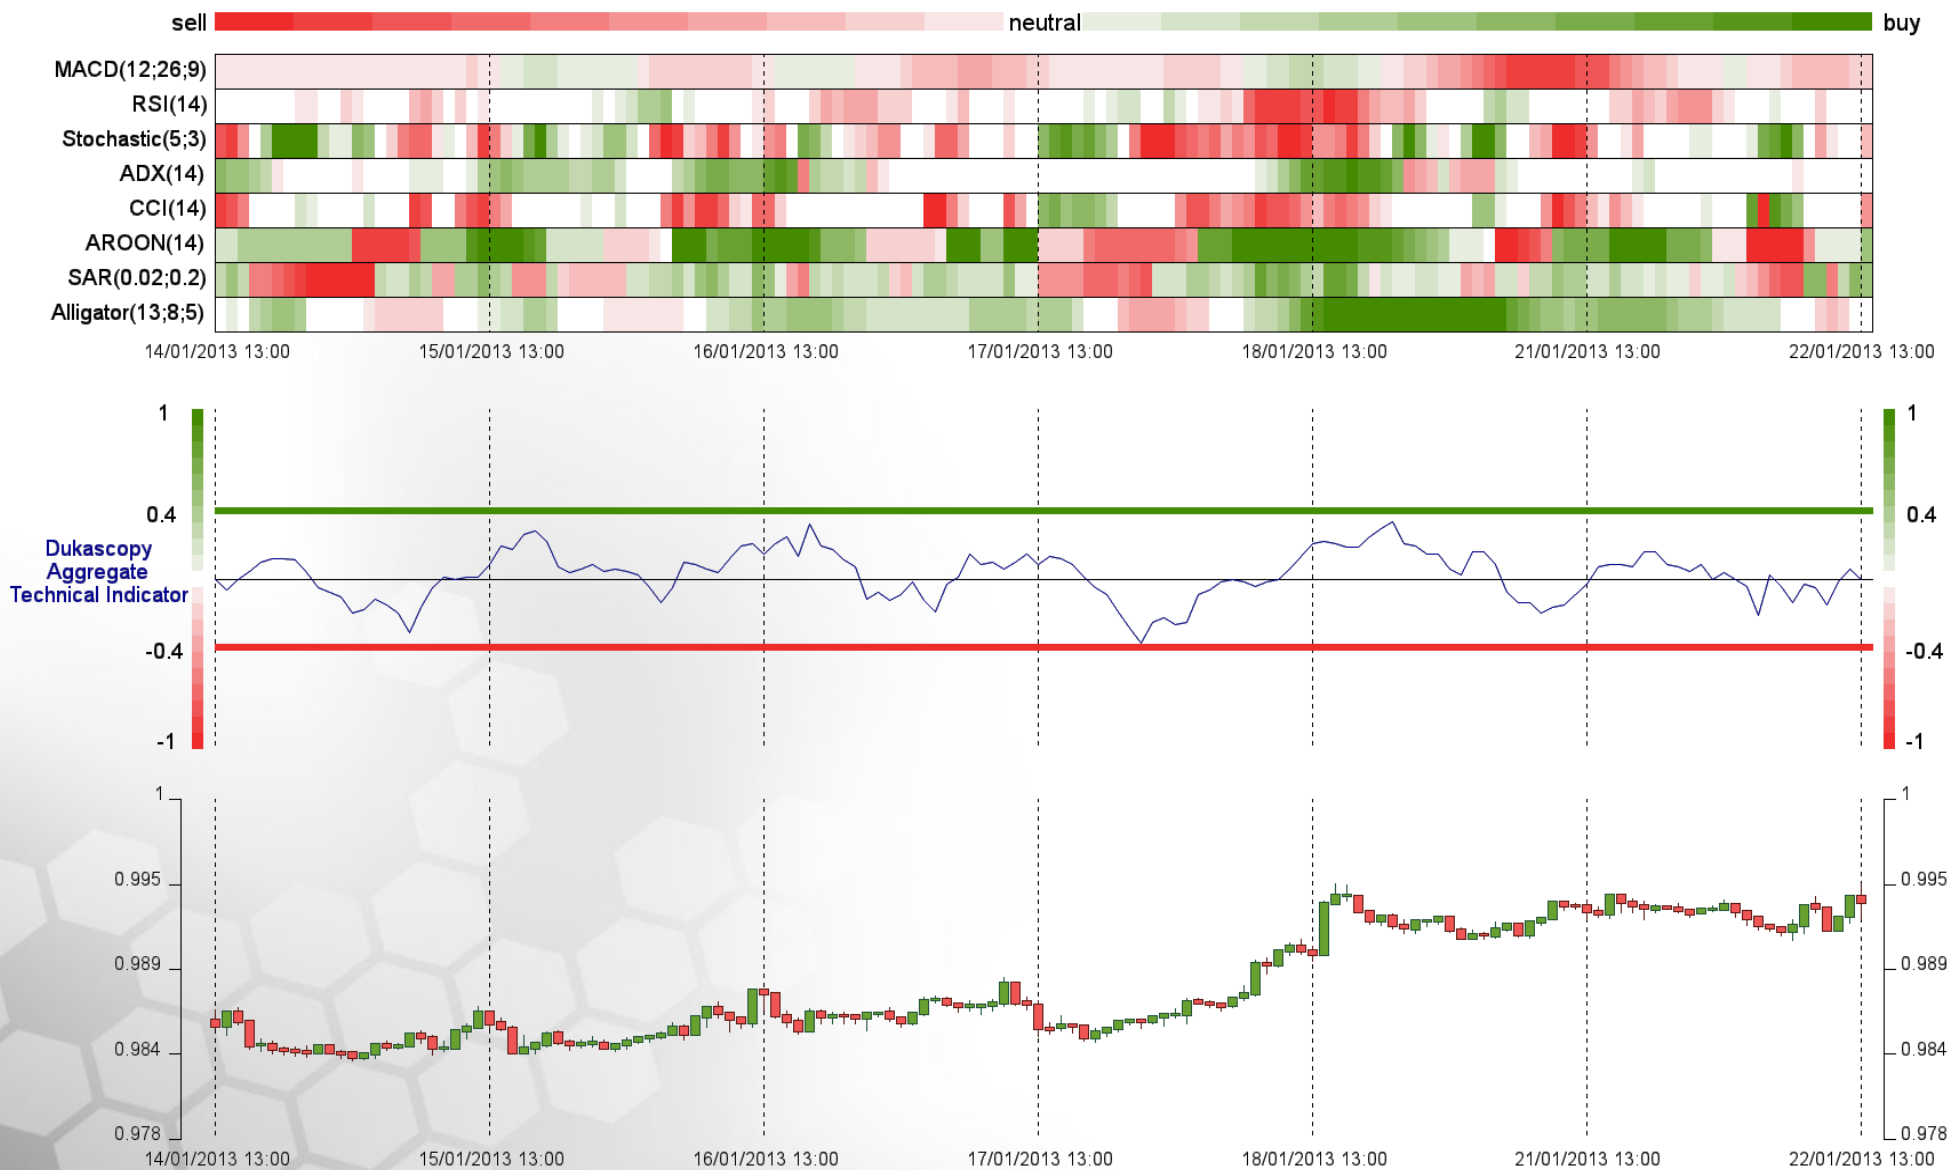 sell neutral buy
MACD(12;26;9)
RSI(14)
Stochastic(5;3)
ADX(14)
CCI(14)
AROON(14)
SAR(0.02;0.2)
Alligator(13;8;5)
14/01/2013 13:00 15/01/2013 13:00 16/01/2013 13:00 17/01/2013 13:00 18/01/2013 13:00 21/01/2013 13:00 22/01/2013 13:00
1 1
0.4 0.4
Dukascopy
Aggregate
Technical Indicator
-0.4 -0.4
-1 -1
1 1
0.995 0.995
0.989 0.989
0.984 0.984
0.978 0.978
14/01/2013 13:00 15/01/2013 13:00 16/01/2013 13:00 17/01/2013 13:00 18/01/2013 13:00 21/01/2013 13:00 22/01/2013 13:00